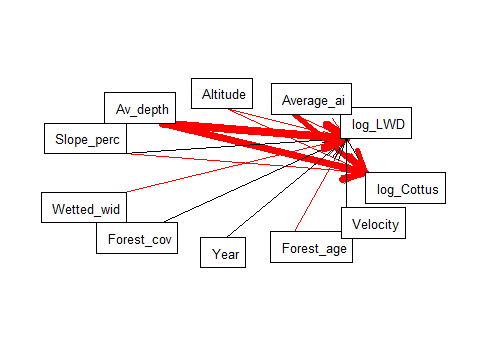 Altitude
Average_ai
Av_depth
log_LWD
Slope_perc
log_Cottus
Wetted_wid
Velocity
Forest_cov
Forest_age
Year